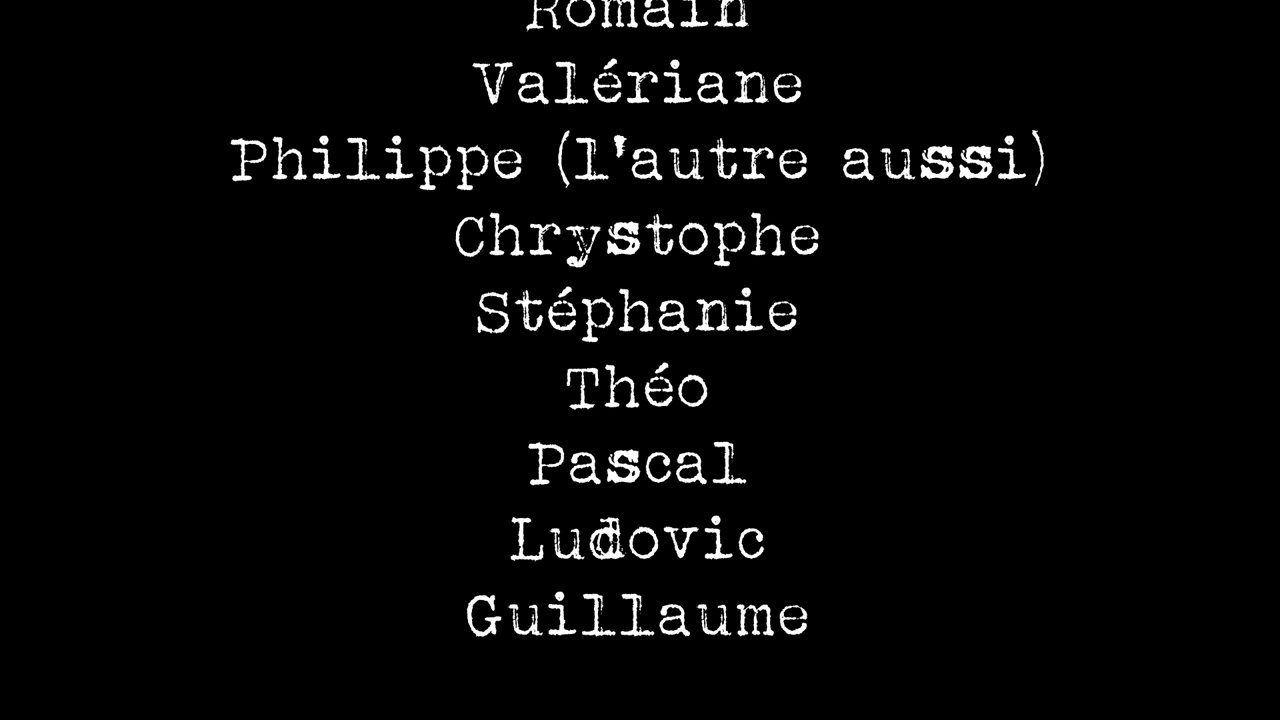 Romain
Valériane
Philippe (l'autre aussi)
Chrystophe
Stéphanie
Théo
Pascal
Ludovic
Guillaume